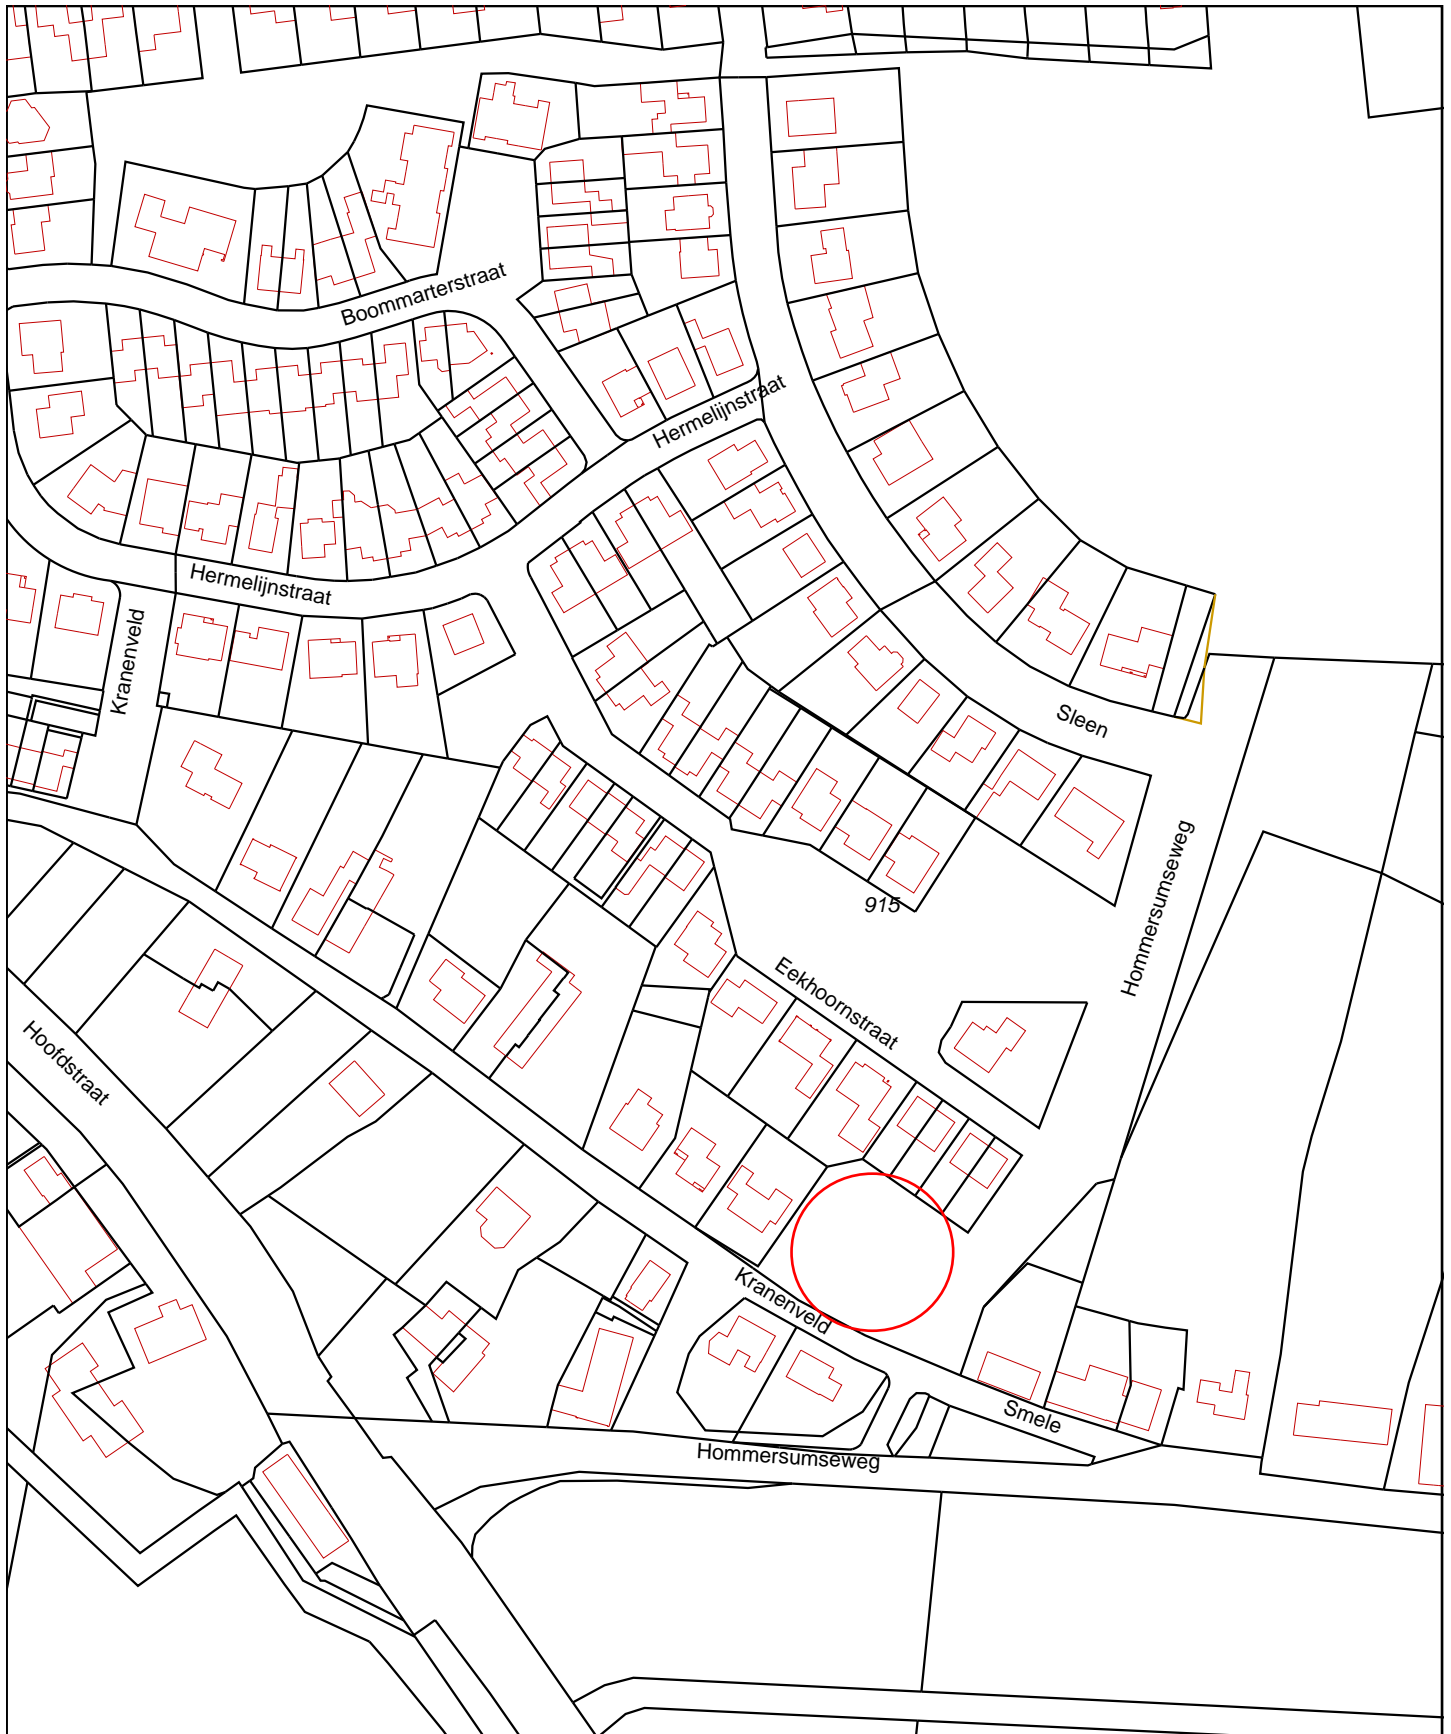 Boommarterstraat
Hermelijnstraat
Hermelijnstraat
Kranenveld
Sleen
Hommersumseweg
915
Eekhoornstraat
Hoofdstraat
Kranenveld
Smele
Hommersumseweg